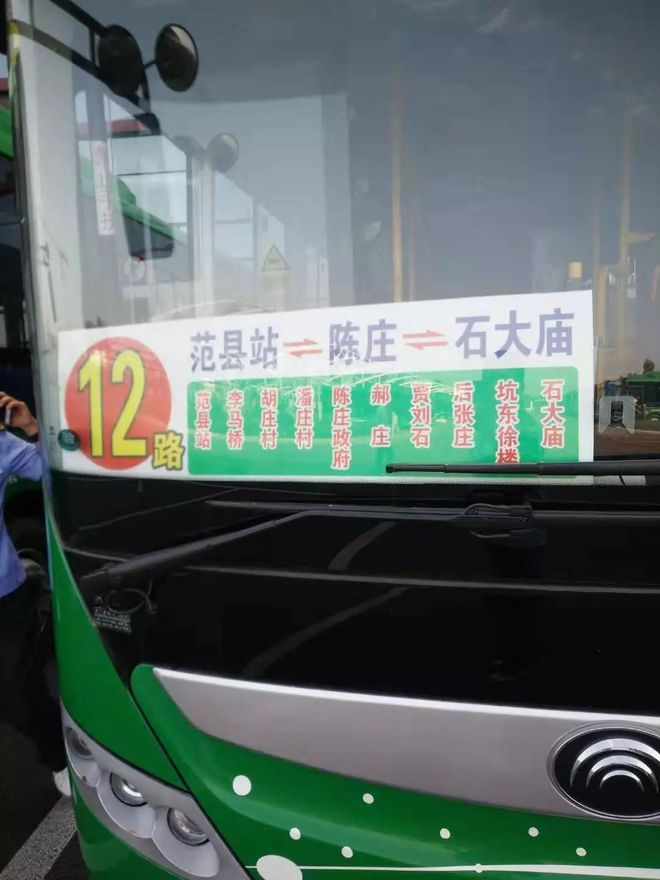 12路
范县站⇌陈庄⇌石大庙
范县站
李马桥
胡庄村
潘庄村
陈庄政府
郝庄
贾刘石
后张庄
坑东徐楼
石大庙